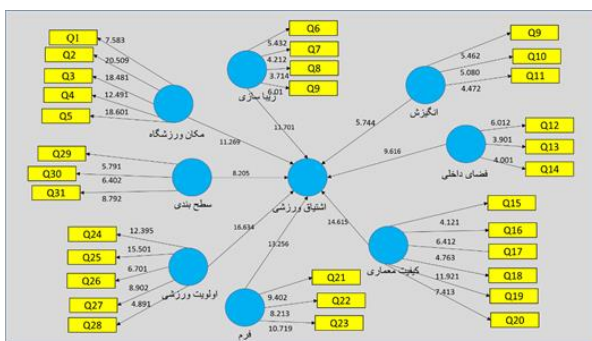 Q1
7.583
Q2
20.509
Q3
18.481
Q4
12.491
Q5
18.601
مکان ورزشگاه
Q6
5.432
Q7
4.212
Q8
3.714
Q9
6.01
زیبا سازی
Q9
5.462
Q10
5.080
Q11
4.472
انگیزش
11.269
11.701
5.744
Q12
6.012
Q13
3.901
Q14
4.001
فضای داخلی
9.616
Q29
5.791
Q30
6.402
Q31
8.792
سطح بندی
8.205
اشتیاق ورزشی
Q15
4.121
Q16
6.412
Q17
4.763
Q18
11.921
Q19
7.413
Q20
کیفیت معماری
14.615
Q24
12.395
Q25
15.501
Q26
6.701
Q27
8.902
Q28
4.891
اولویت ورزشی
16.634
13.256
Q21
9.402
Q22
8.213
Q23
10.719
فرم